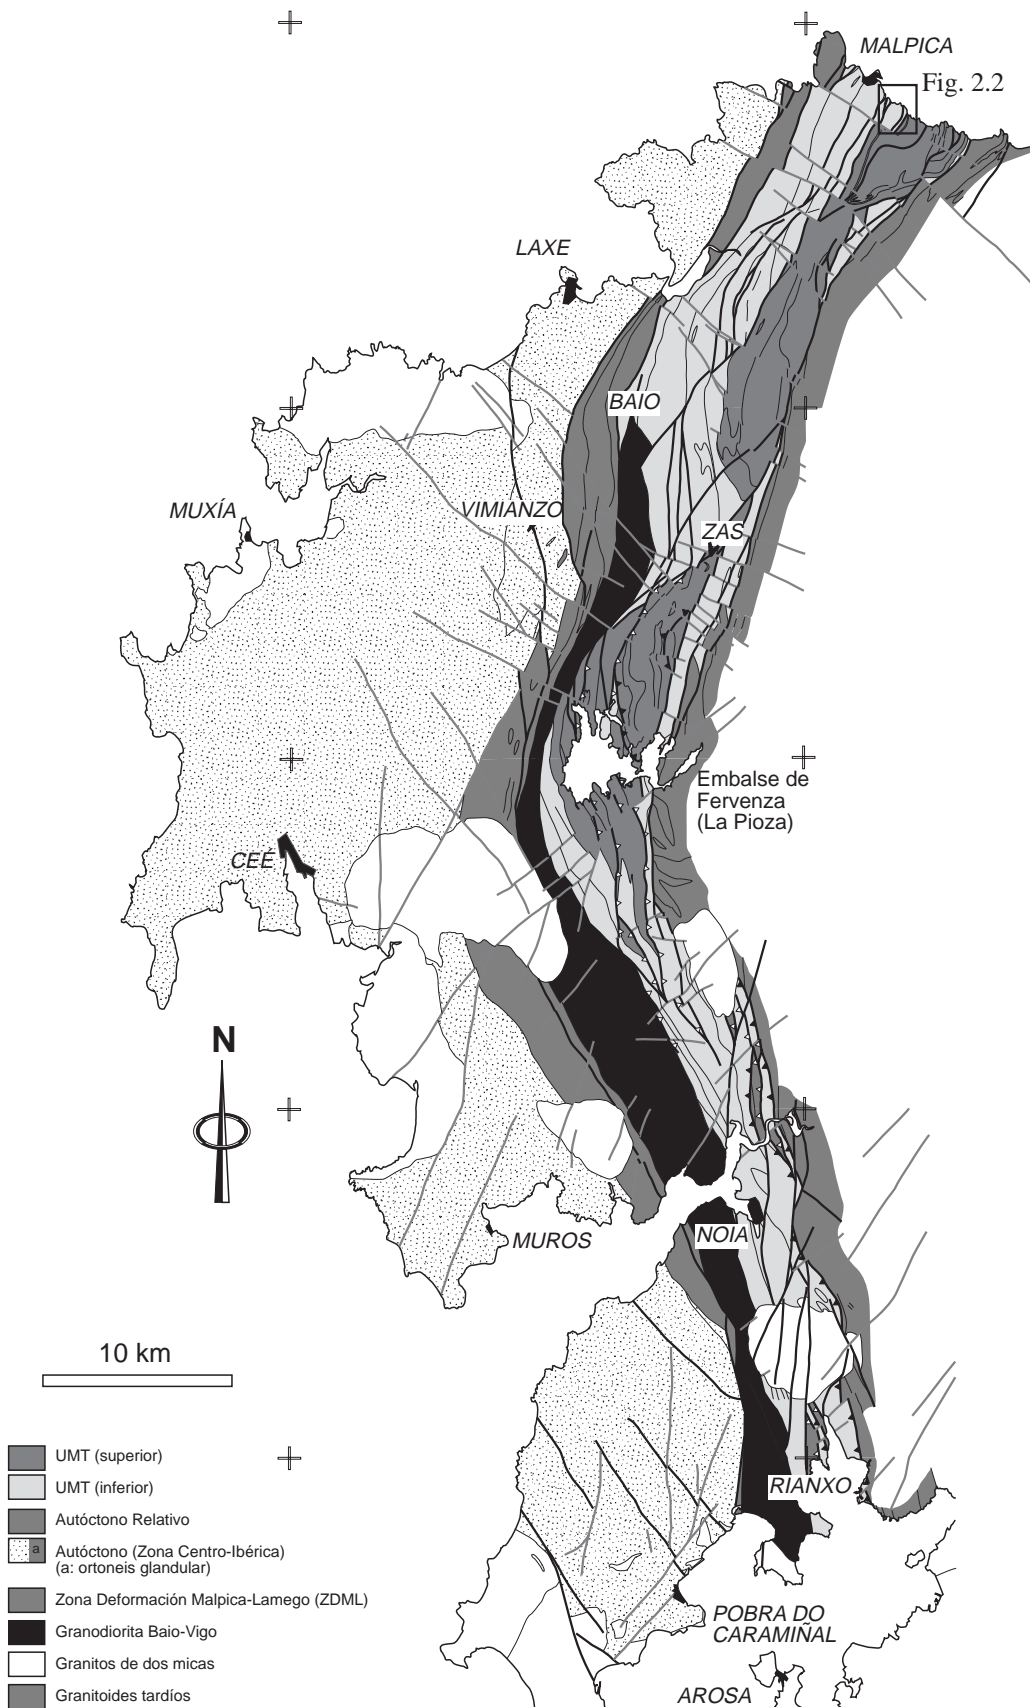 MALPICA
Fig. 2.2
LAXE
BAIO
MUXÍA
VIMIANZO
ZAS
Embalse de
Fervenza
(La Pioza)
CEÉ
N
NOIA
MUROS
10 km
RIANXO
UMT (superior)
UMT (inferior)
Autóctono Relativo
a
Autóctono (Zona Centro-Ibérica)
(a: ortoneis glandular)
Zona Deformación Malpica-Lamego (ZDML)
Granodiorita Baio-Vigo
Granitos de dos micas
Granitoides tardíos
POBRA DO
CARAMIÑAL
AROSA